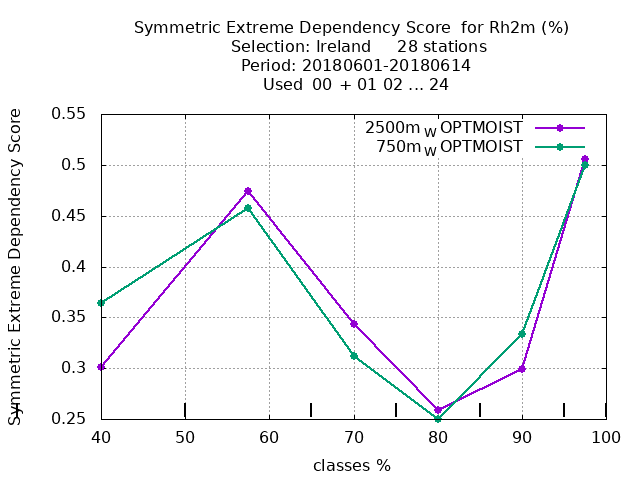 Symmetric Extreme Dependency Score for Rh2m (%)
Selection: Ireland 28 stations
Period: 20180601-20180614
Used 00 + 01 02 ... 24
Symmetric Extreme Dependency Score
0.55
0.5
0.45
0.4
0.35
0.3
0.25
2500m W OPTMOIST
750m W OPTMOIST
40 50 60 70 80 90 100
classes %